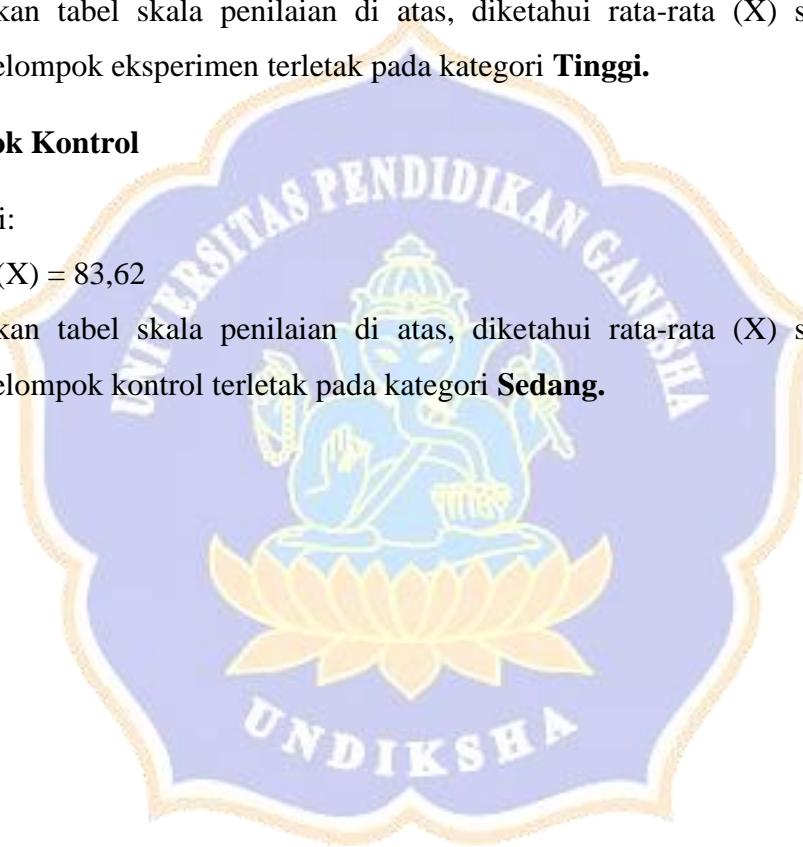 kan tabel skala penilaian di atas, diketahui rata-rata (X) s
elompok eksperimen terletak pada kategori Tinggi.
ok Kontrol
i:
(X) = 83,62
kan tabel skala penilaian di atas, diketahui rata-rata (X) s
elompok kontrol terletak pada kategori Sedang.
UNIVERSITAS PENDIDIKAN GANESHA
UNDIKSHA